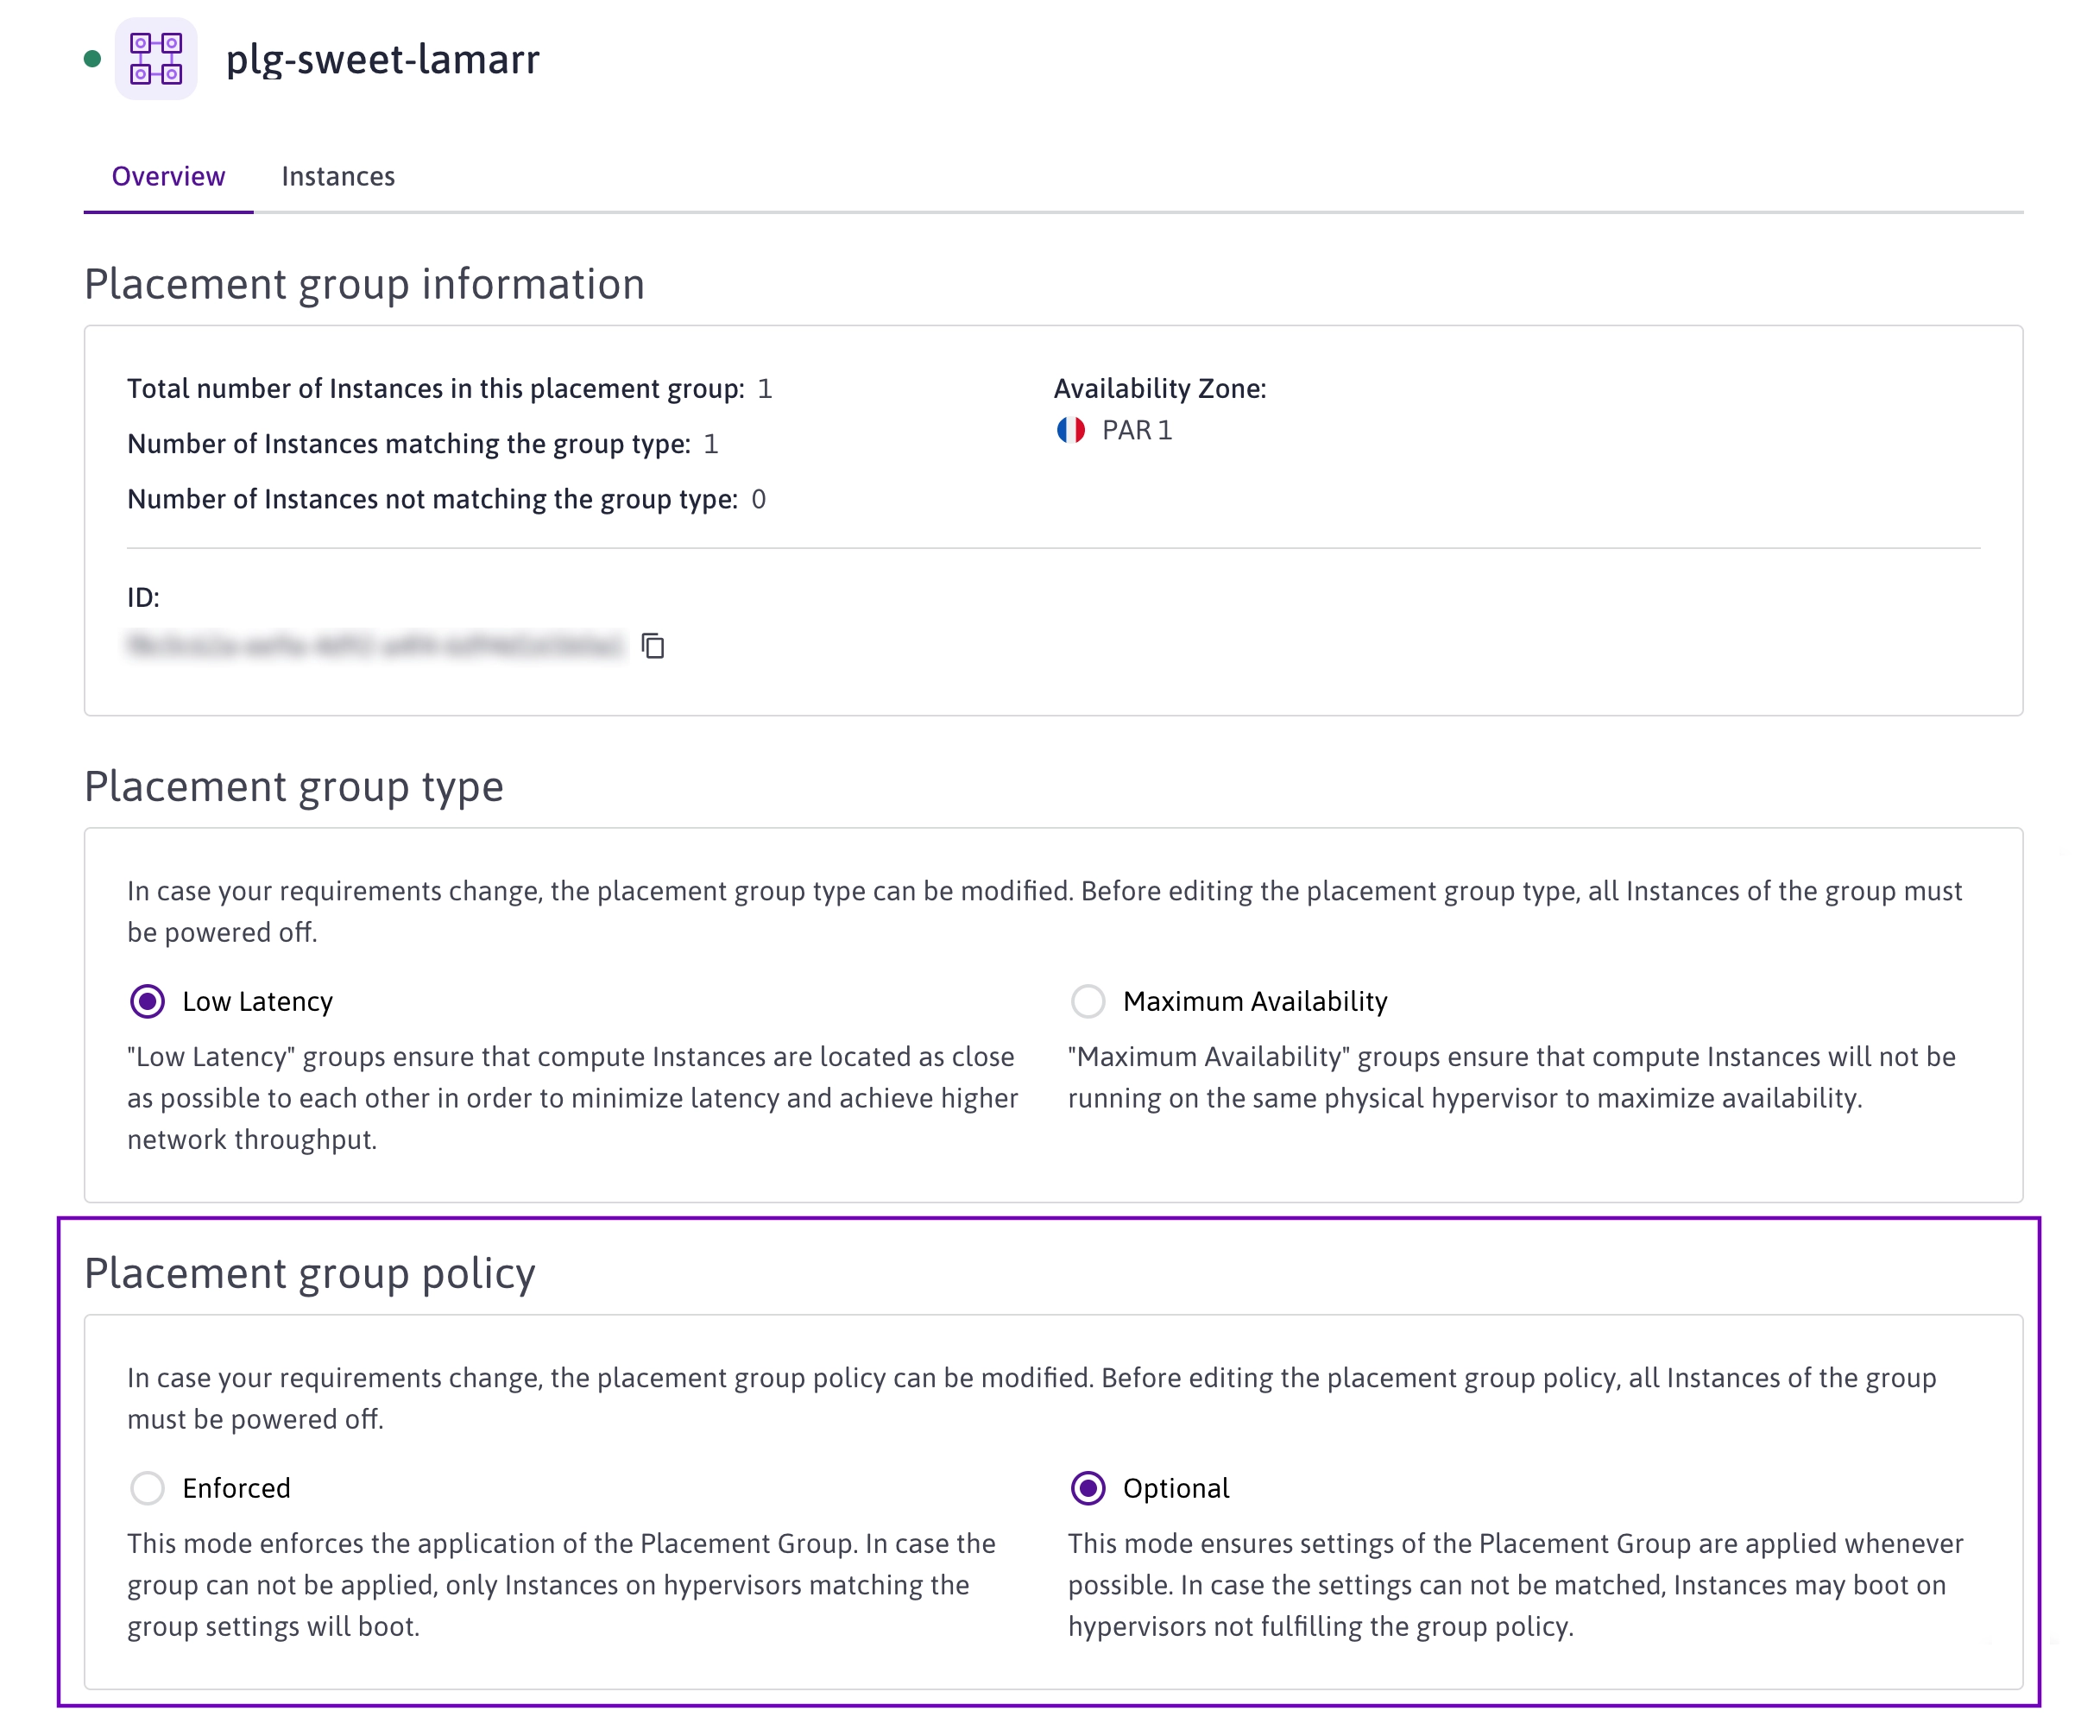 plg-sweet-lamarr
Overview
Instances
Placement group information
Total number of Instances in this placement group: 1
Number of Instances matching the group type: 1
Number of Instances not matching the group type: 0
Availability Zone:
PAR 1
ID:
Placement group type
In case your requirements change, the placement group type can be modified. Before editing the placement group type, all Instances of the group must
be powered off.
Low Latency
"Low Latency" groups ensure that compute Instances are located as close
as possible to each other in order to minimize latency and achieve higher
network throughput.
Maximum Availability
"Maximum Availability" groups ensure that compute Instances will not be
running on the same physical hypervisor to maximize availability.
Placement group policy
In case your requirements change, the placement group policy can be modified. Before editing the placement group policy, all Instances of the group
must be powered off.
Enforced
This mode enforces the application of the Placement Group. In case the
group can not be applied, only Instances on hypervisors matching the
group settings will boot.
Optional
This mode ensures settings of the Placement Group are applied whenever
possible. In case the settings can not be matched, Instances may boot on
hypervisors not fulfilling the group policy.